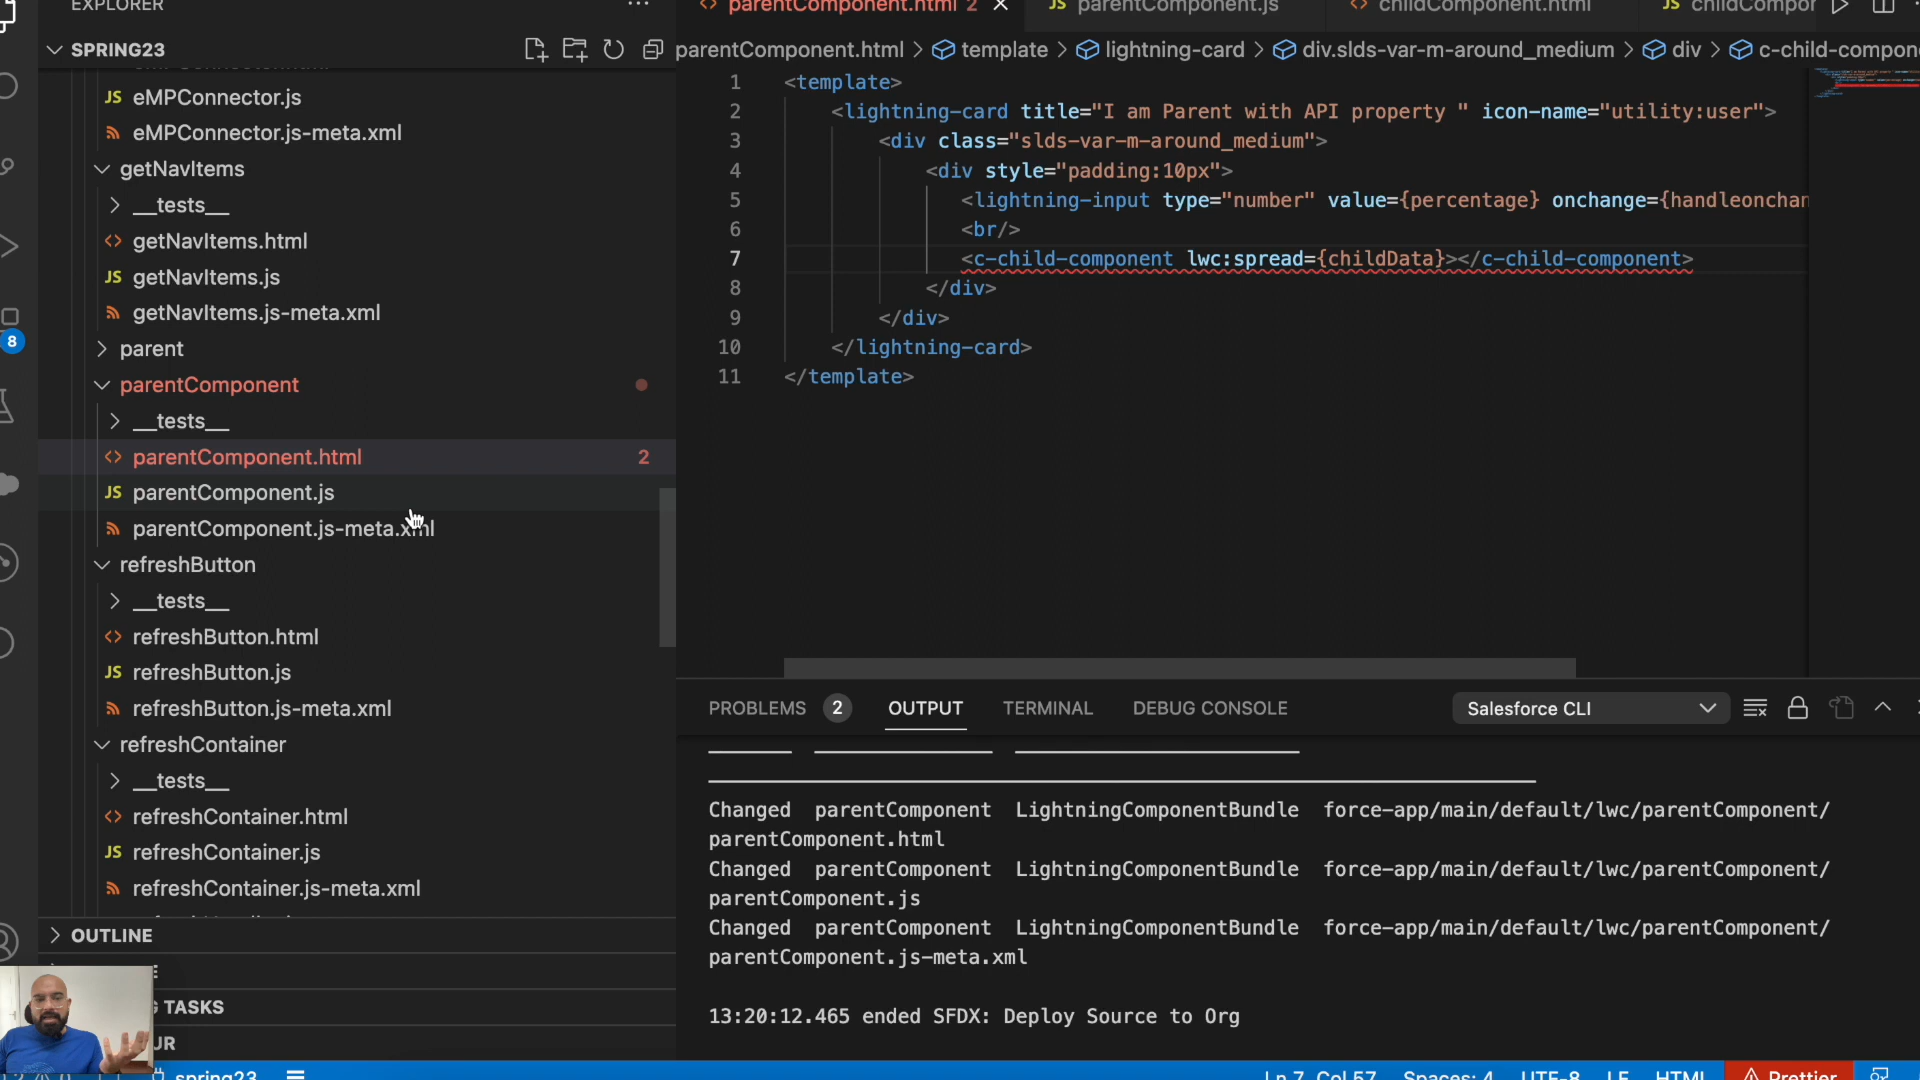 EXPLORER
SPRING23
eMPConnector.js
eMPConnector.js-meta.xml
getNavItems
__tests__
getNavItems.html
getNavItems.js
getNavItems.js-meta.xml
parent
parentComponent
__tests__
parentComponent.html 2
parentComponent.js
parentComponent.js-meta.xml
refreshButton
__tests__
refreshButton.html
refreshButton.js
refreshButton.js-meta.xml
refreshContainer
__tests__
refreshContainer.html
refreshContainer.js
refreshContainer.js-meta.xml
OUTLINE
TASKS
UR
8
parentComponent.html 2 JS parentComponent.js childComponent.html JS childCompor
parentComponent.html > template > lightning-card > div.slds-var-m-around_medium > div > c-child-compon
1 <template>
2 <lightning-card title="I am Parent with API property " icon-name="utility:user">
3 <div class="slds-var-m-around_medium">
4 <div style="padding:10px">
5 <lightning-input type="number" value={percentage} onchange={handleonchan
6 <br/>
7 <c-child-component lwc:spread={childData}></c-child-component>
8 </div>
9 </div>
10 </lightning-card>
11 </template>
PROBLEMS 2 OUTPUT TERMINAL DEBUG CONSOLE Salesforce CLI
Changed parentComponent LightningComponentBundle force-app/main/default/lwc/parentComponent/
parentComponent.html
Changed parentComponent LightningComponentBundle force-app/main/default/lwc/parentComponent/
parentComponent.js
Changed parentComponent LightningComponentBundle force-app/main/default/lwc/parentComponent/
parentComponent.js-meta.xml
13:20:12.465 ended SFDX: Deploy Source to Org
spring23 Ln 7, Col 57 Spaces: 4 UTF-8 LF HTML Prettier